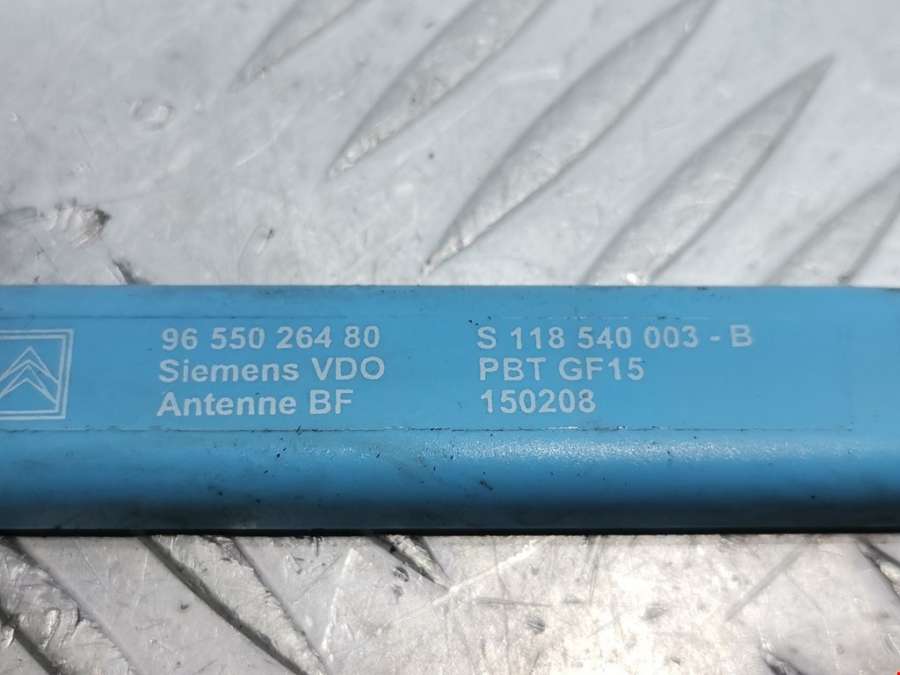 96 550 264 80
Siemens VDO
Antenne BF
S 118 540 003 - B
PBT GF15
150208